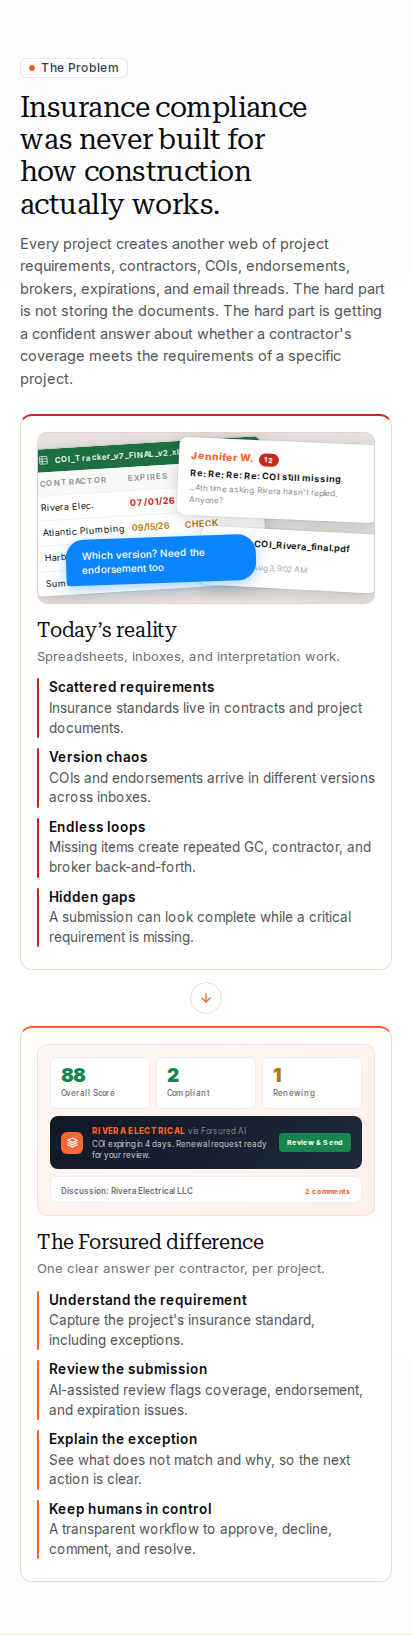 The Problem
Insurance compliance
was never built for
how construction
actually works.
Every project creates another web of project
requirements, contractors, COIs, endorsements,
brokers, expirations, and email threads. The hard part
is not storing the documents. The hard part is getting
a confident answer about whether a contractor's
coverage meets the requirements of a specific
project.
COI_Tracker_v7_FINAL_v2.xl
CONTRACTOR EXPIRES
Rivera Elec. 07/01/26
Atlantic Plumbing 09/15/26 CHECK
Harb
Sum
Jennifer W. 12
Re: Re: Re: Re: COI still missing
...4th time asking. Rivera hasn't replied.
Anyone?
COI_Rivera_final.pdf
Aug 3, 9:02 AM
Which version? Need the
endorsement too
Today's reality
Spreadsheets, inboxes, and interpretation work.
Scattered requirements
Insurance standards live in contracts and project
documents.
Version chaos
COIs and endorsements arrive in different versions
across inboxes.
Endless loops
Missing items create repeated GC, contractor, and
broker back-and-forth.
Hidden gaps
A submission can look complete while a critical
requirement is missing.
88
Overall Score
2
Compliant
1
Renewing
RIVERA ELECTRICAL via Forsured AI
COI expiring in 4 days. Renewal request ready
for your review.
Review & Send
Discussion: Rivera Electrical LLC 2 comments
The Forsured difference
One clear answer per contractor, per project.
Understand the requirement
Capture the project's insurance standard,
including exceptions.
Review the submission
AI-assisted review flags coverage, endorsement,
and expiration issues.
Explain the exception
See what does not match and why, so the next
action is clear.
Keep humans in control
A transparent workflow to approve, decline,
comment, and resolve.